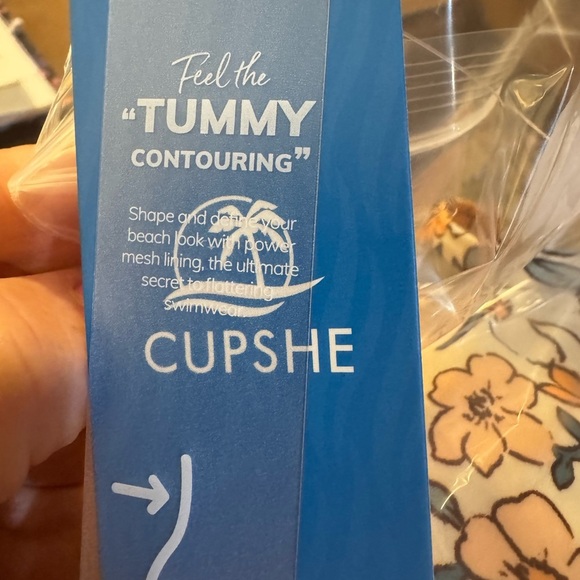 Feel the
“TUMMY
CONTOURING”
Shape and define your
beach look with power
mesh lining, the ultimate
secret to flattering
swimwear.
CUPSHE